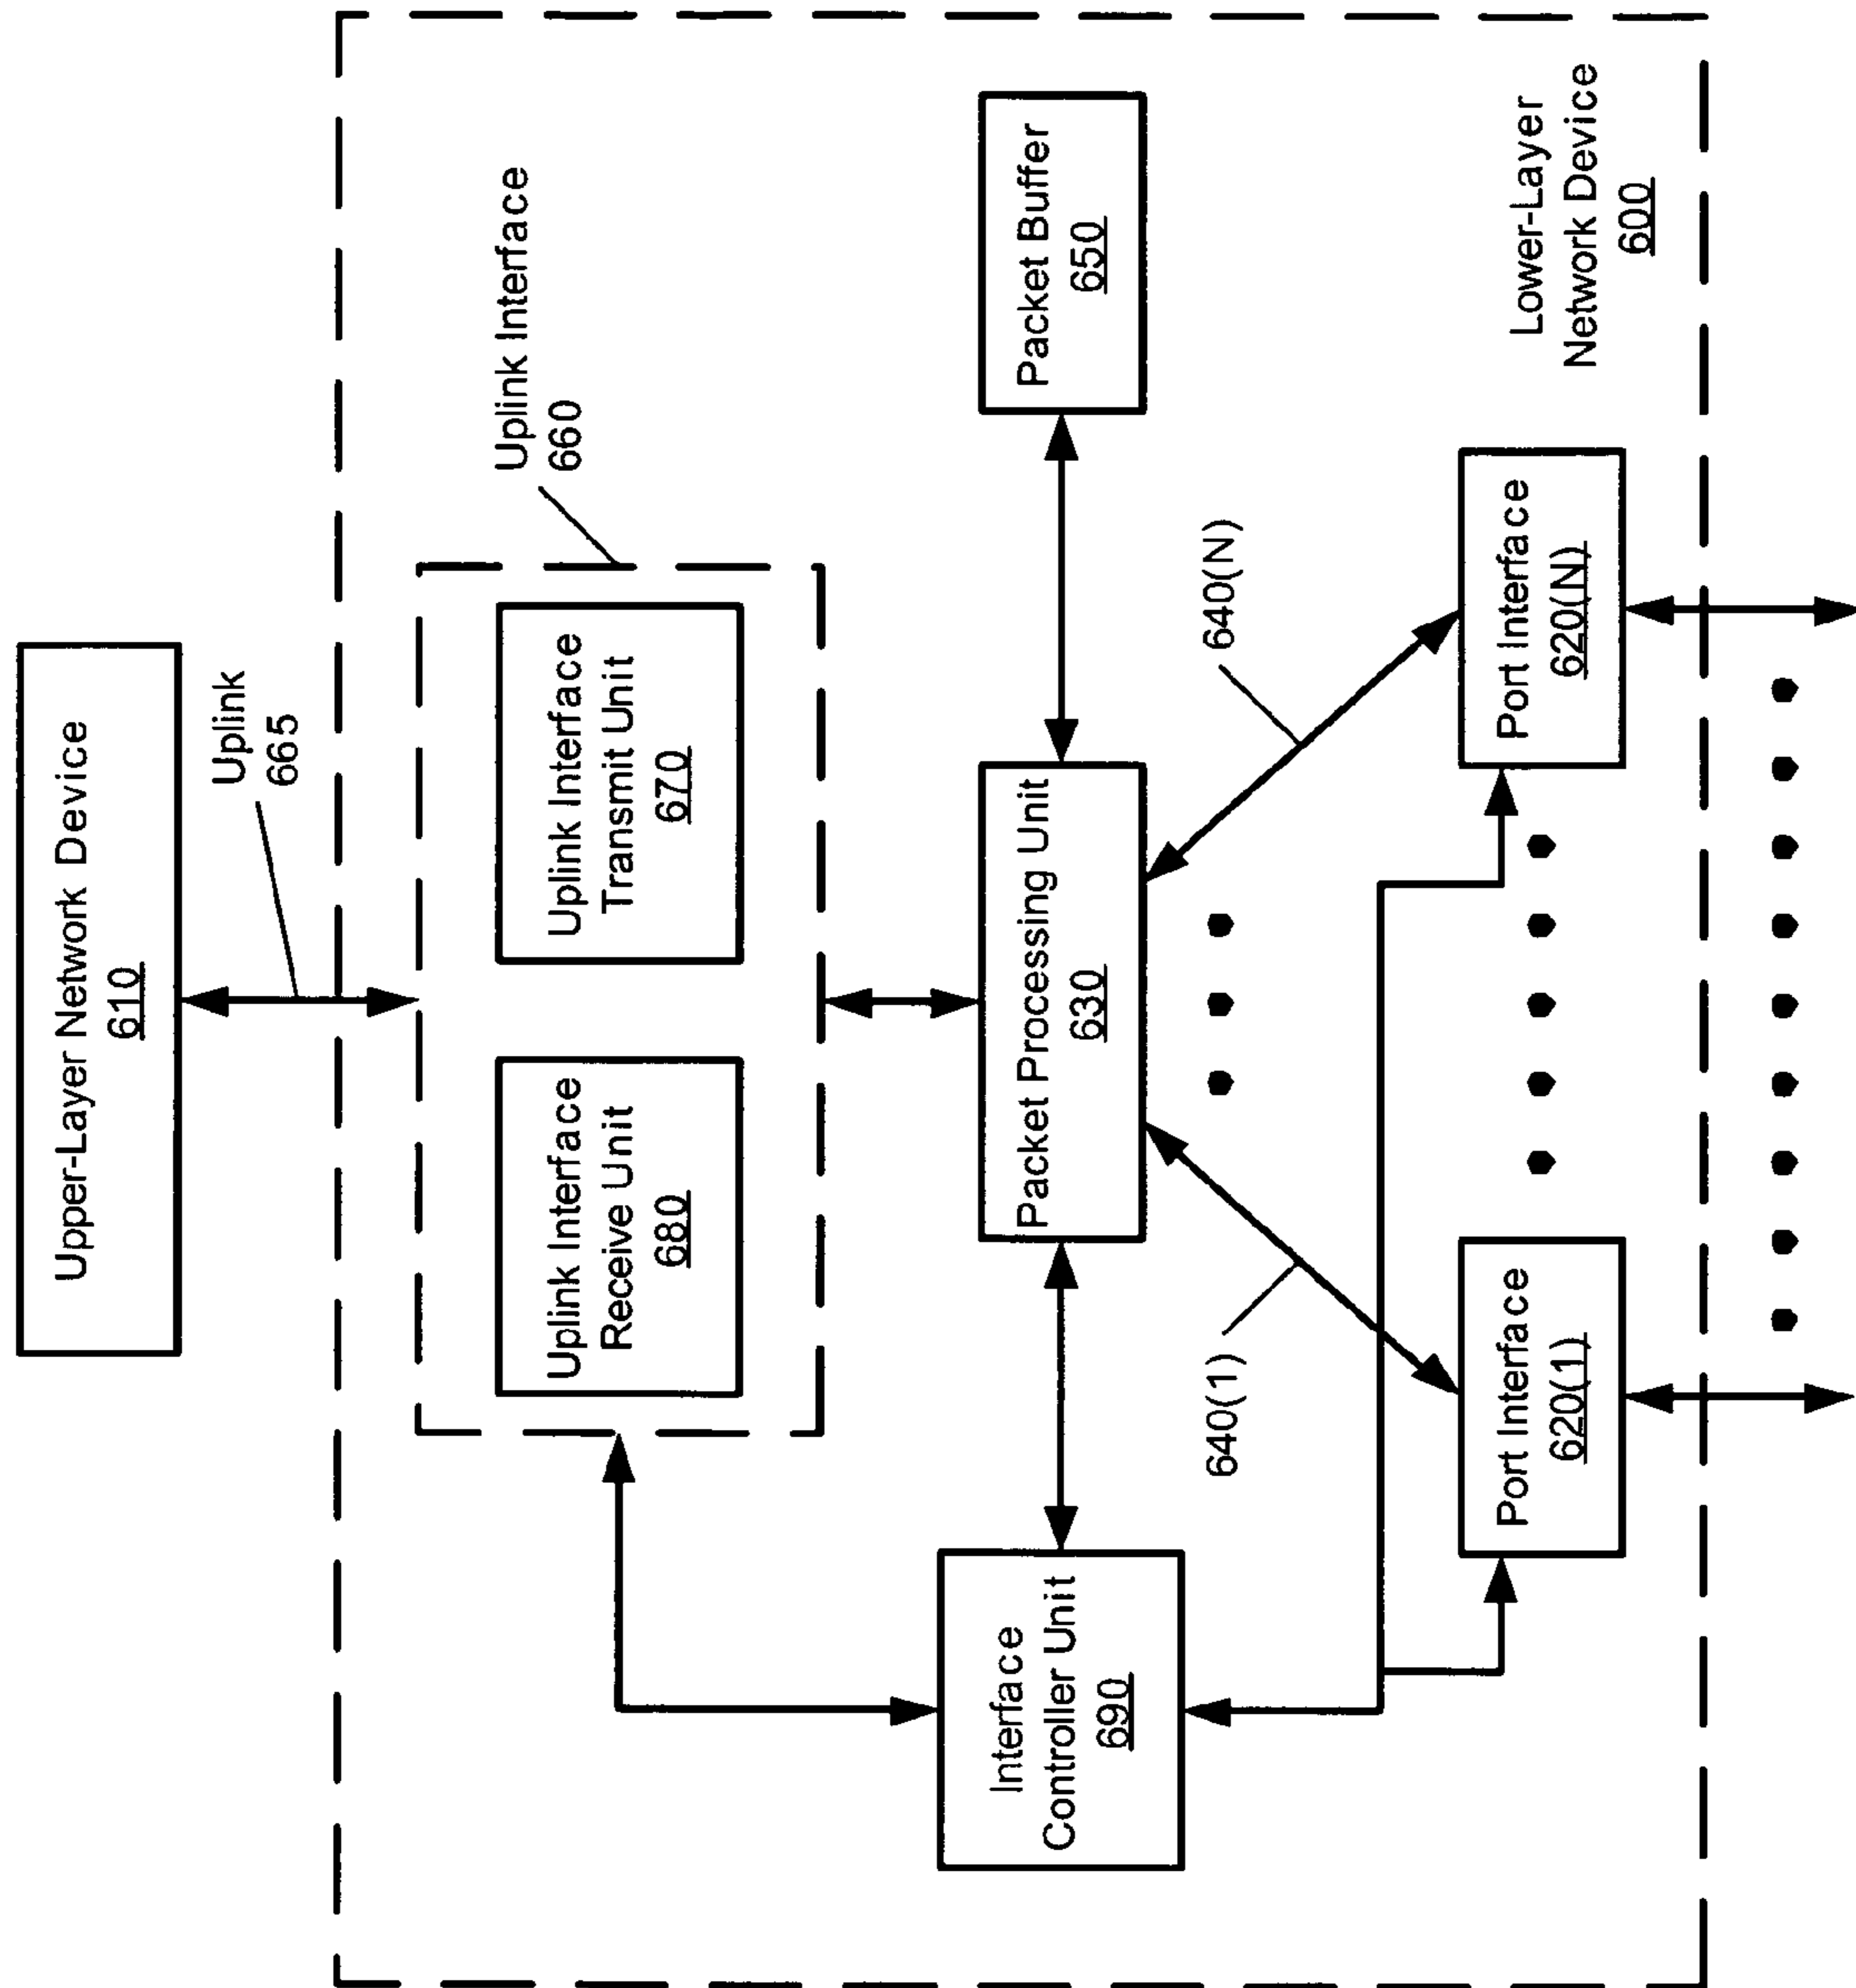 Upper-Layer Network Device
610
Uplink
665
Uplink Interface
660
Uplink Interface
Receive Unit
680
Uplink Interface
Transmit Unit
670
Interface
Controller Unit
690
Packet Processing Unit
630
Packet Buffer
650
640(1)
640(N)
Port Interface
620(1)
Port Interface
620(N)
Lower-Layer
Network Device
600